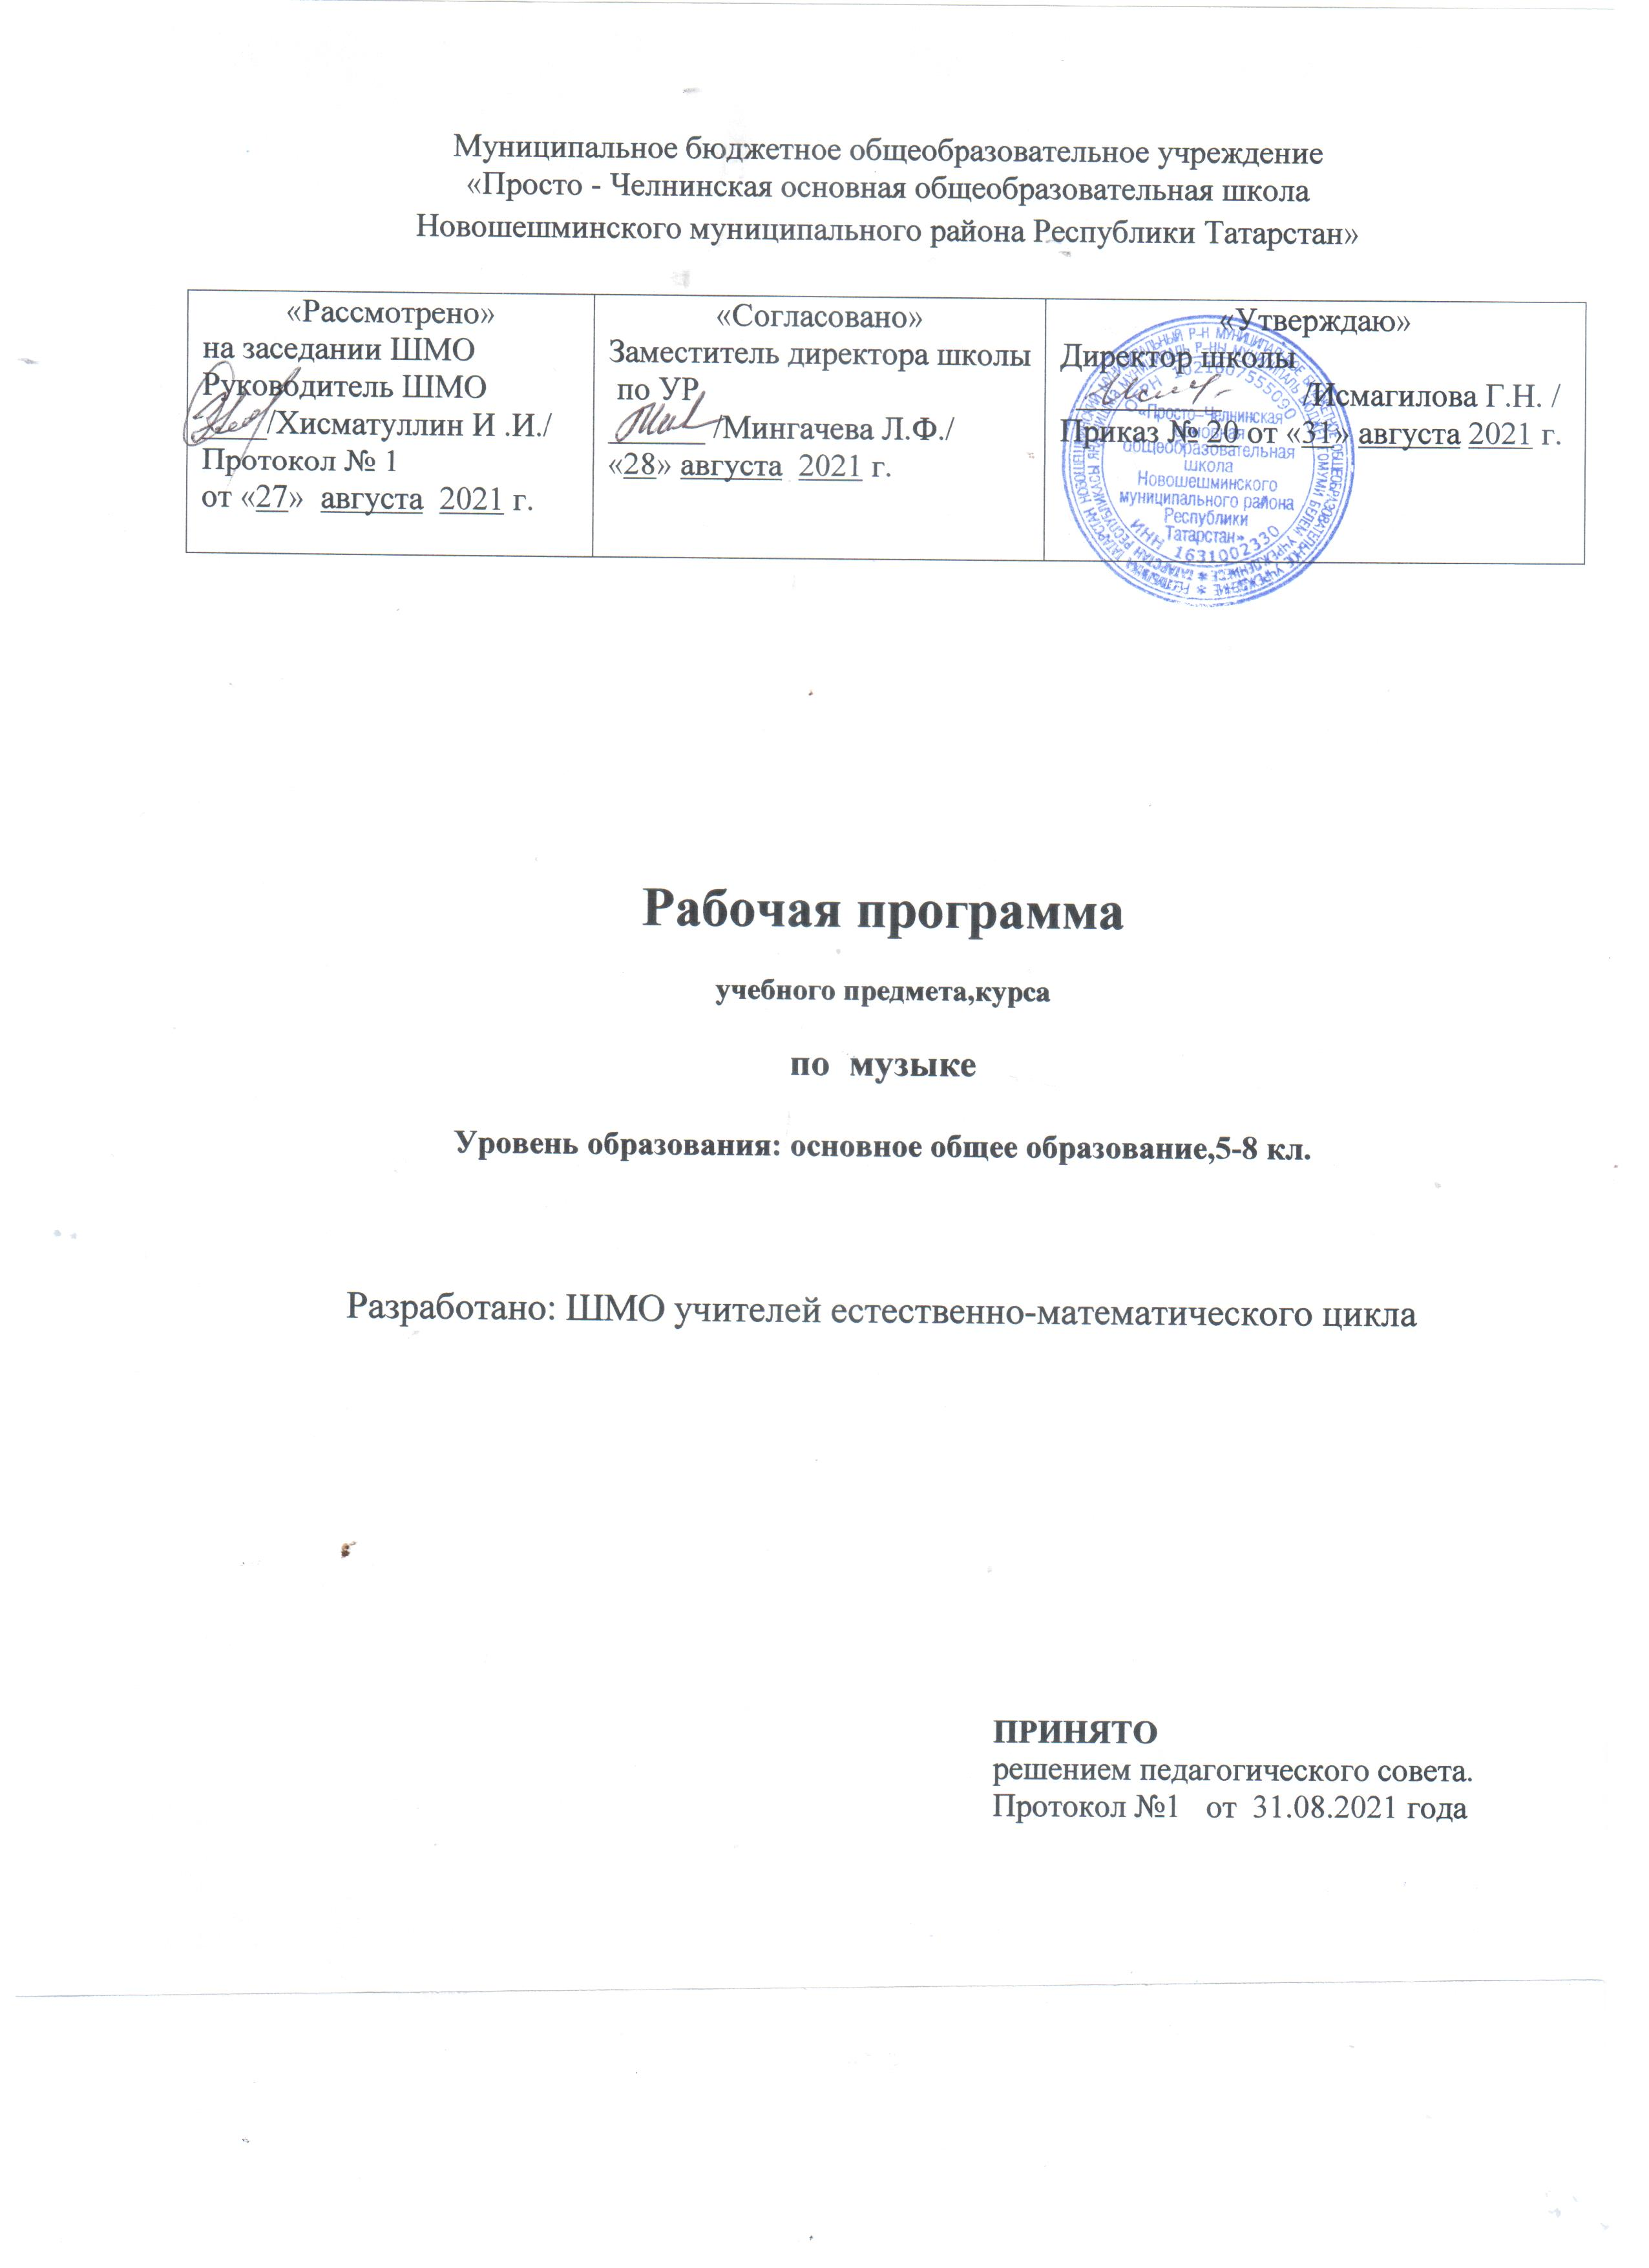 Муниципальное бюджетное общеобразовательное учреждение
«Просто - Челнинская основная общеобразовательная школа
Новошешминского муниципального района Республики Татарстан»
«Рассмотрено»
на заседании ШМО
Руководитель ШМО
/Хисматуллин И .И./
Протокол № 1
от «27» августа 2021 г.
«Согласовано»
Заместитель директора школы
по УР
/Мингачева Л.Ф./
«28» августа 2021 г.
«Утверждаю»
Директор школы
/Исмагилова Г.Н. /
Приказ № 20 от «31» августа 2021 г.
ОГРН 1021607555090
«Просто-Челнинская
основная
общеобразовательная
школа
Новошешминского
муниципального района
Республики
Татарстан»
ИНН 1631002330
Рабочая программа
учебного предмета,курса
по музыке
Уровень образования: основное общее образование,5-8 кл.
Разработано: ШМО учителей естественно-математического цикла
ПРИНЯТО
решением педагогического совета.
Протокол №1 от 31.08.2021 года